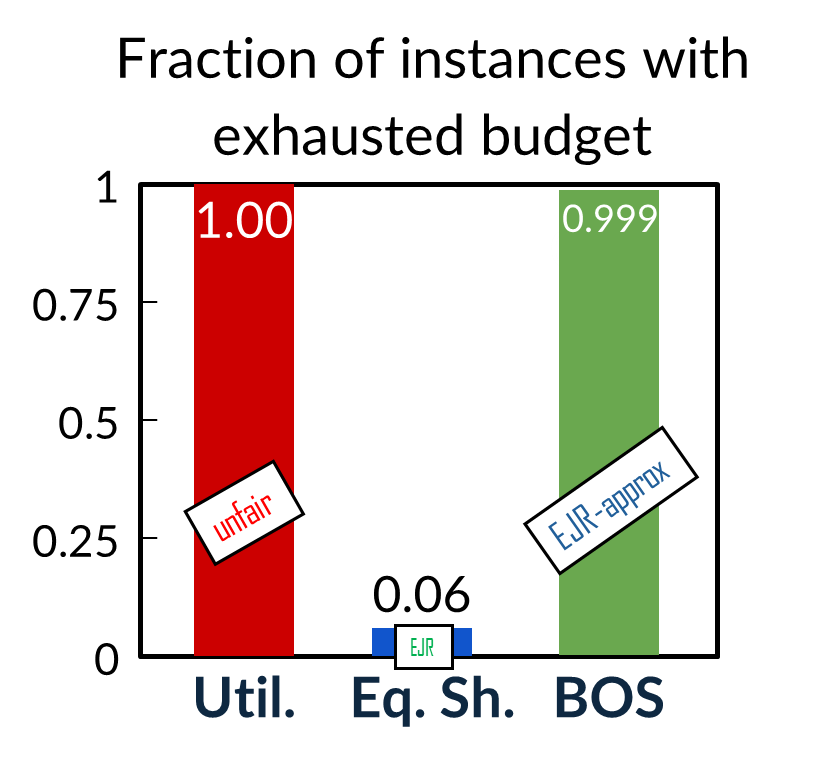 Fraction of instances with
exhausted budget
1
1.00
0.999
0.75
0.5
unfair
EJR-approx
0.25
0.06
EJR
0
Util.
Eq. Sh.
BOS